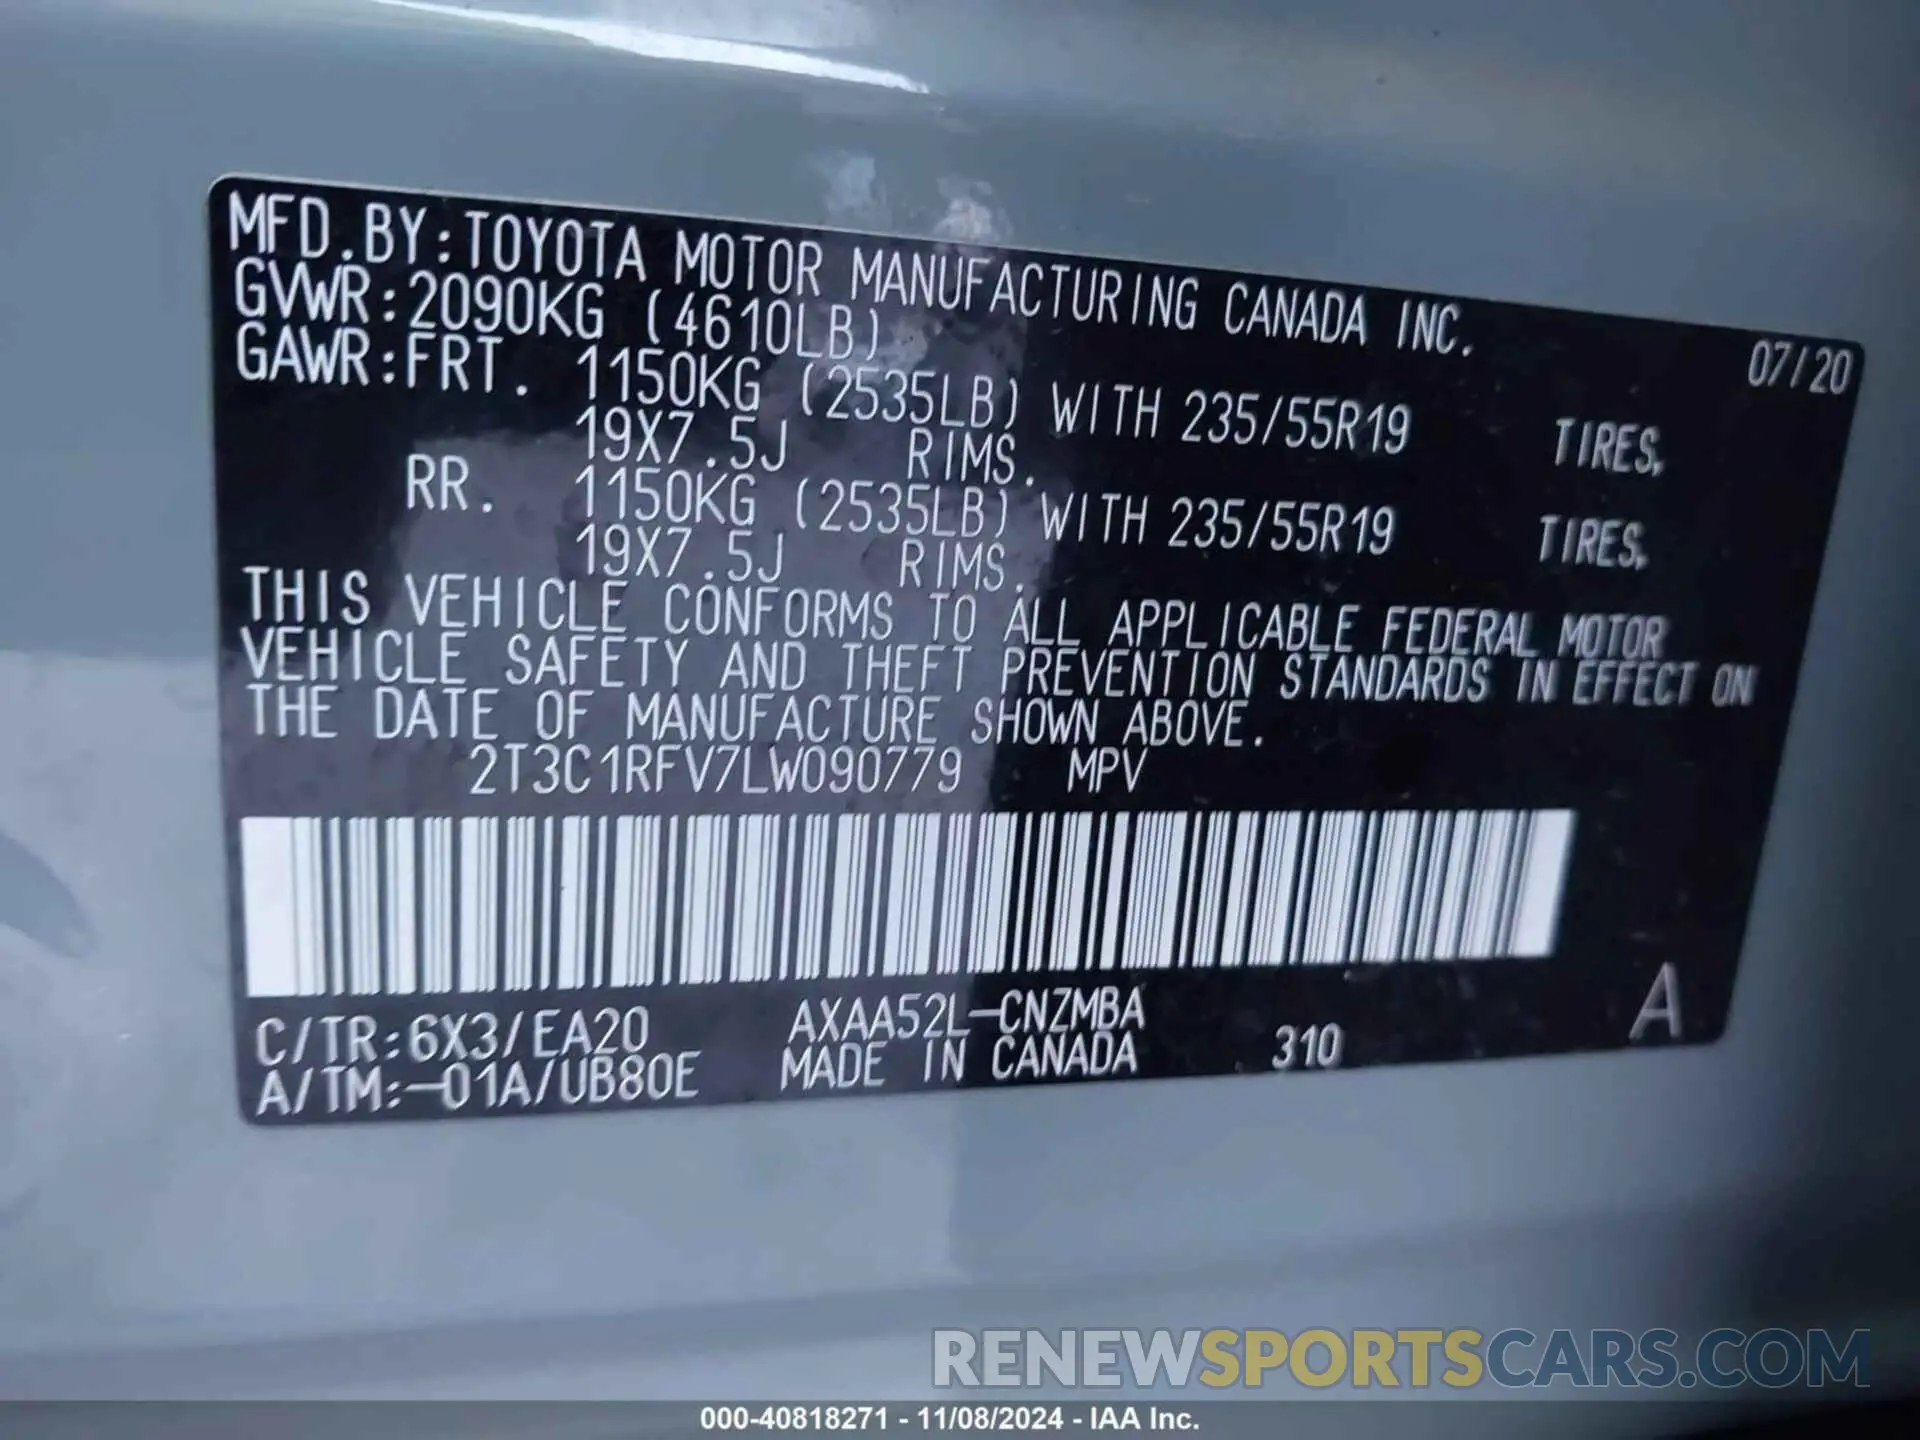 MFD.BY:TOYOTA MOTOR MANUFACTURING CANADA INC. 07/20
GVWR:2090KG (4610LB)
GAWR:FRT. 1150KG (2535LB) WITH 235/55R19 TIRES,
19X7.5J RIMS.
RR. 1150KG (2535LB) WITH 235/55R19 TIRES,
19X7.5J RIMS.
THIS VEHICLE CONFORMS TO ALL APPLICABLE FEDERAL MOTOR
VEHICLE SAFETY AND THEFT PREVENTION STANDARDS IN EFFECT ON
THE DATE OF MANUFACTURE SHOWN ABOVE.
2T3C1RFV7LW090779 MPV
C/TR:6X3/EA20 AXAA52L-CNZMBA A
A/TM:-01A/UB80E MADE IN CANADA 310
RENEWSPORTSCARS.COM
000-40818271 - 11/08/2024 - IAA Inc.